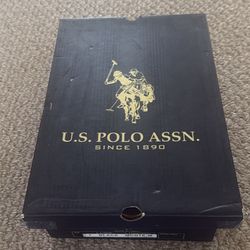 U.S. POLO ASSN.
SINCE 1890